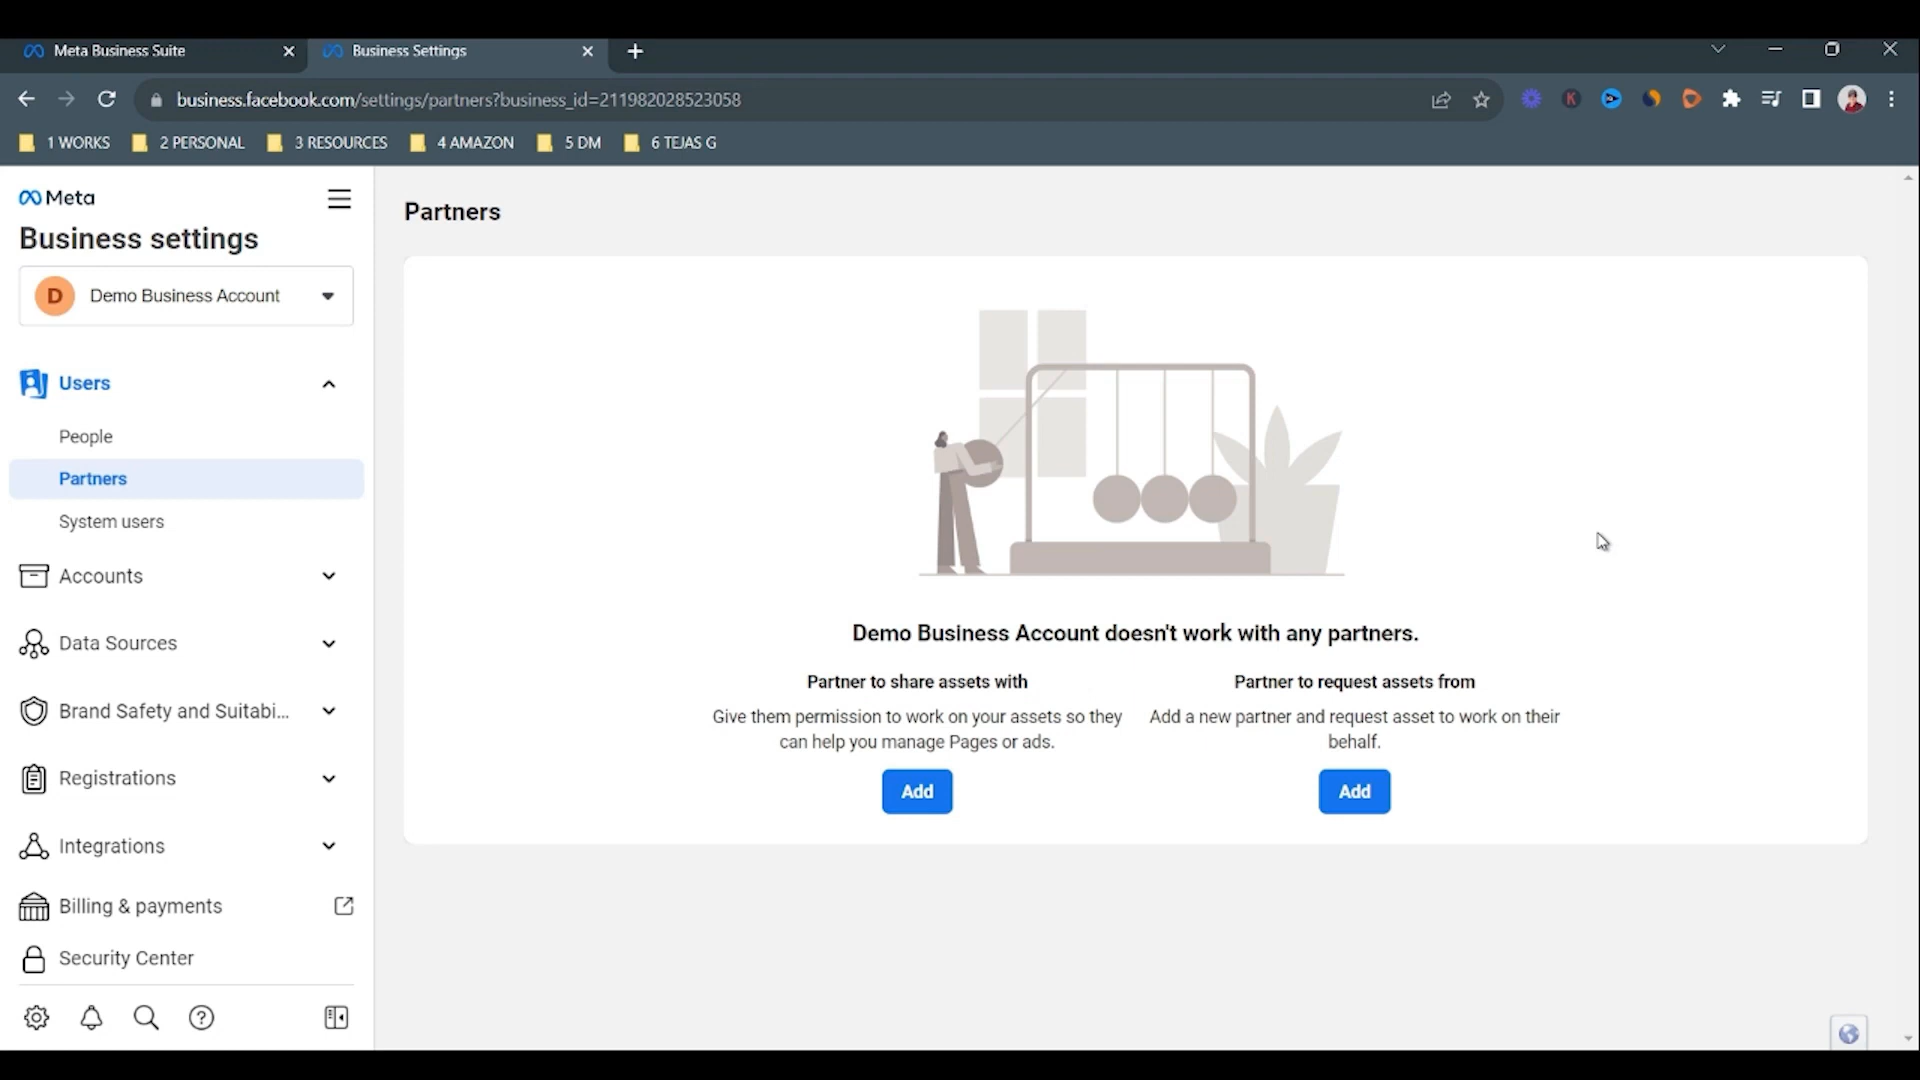 Meta Business Suite
Business Settings
business.facebook.com/settings/partners?business_id=211982028523058
K
1 WORKS
2 PERSONAL
3 RESOURCES
4 AMAZON
5 DM
6 TEJAS G
Meta
Business settings
D
Demo Business Account
Users
People
Partners
System users
Accounts
Data Sources
Brand Safety and Suitabi...
Registrations
Integrations
Billing & payments
Security Center
Partners
Demo Business Account doesn't work with any partners.
Partner to share assets with
Give them permission to work on your assets so they
can help you manage Pages or ads.
Add
Partner to request assets from
Add a new partner and request asset to work on their
behalf.
Add